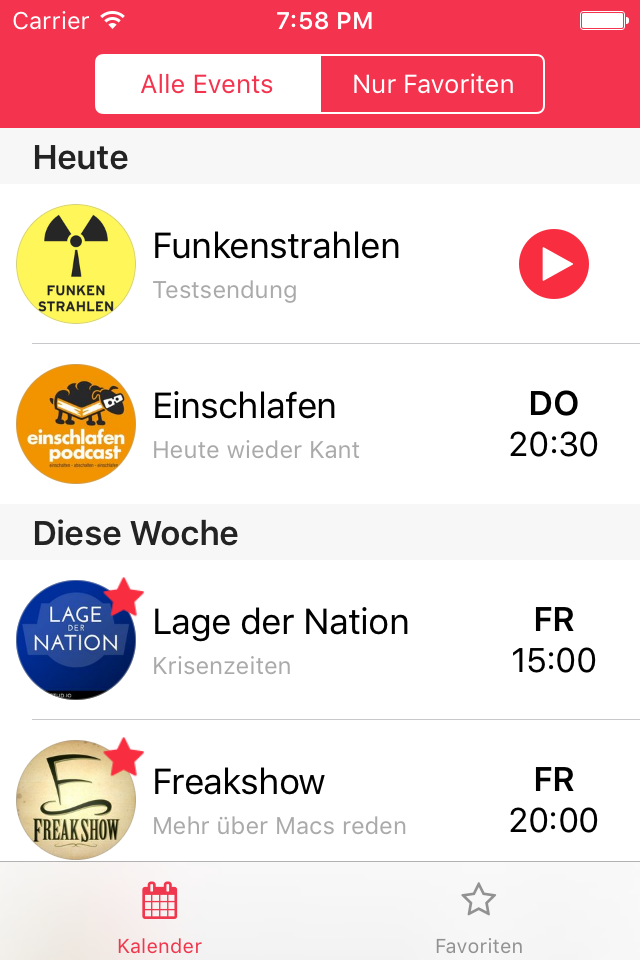 Carrier 7:58 PM
Alle Events Nur Favoriten
Heute
FUNKEN
STRAHLEN
Funkenstrahlen
Testsendung
einschlafen
podcast
Einschlafen
Heute wieder Kant
DO
20:30
Diese Woche
LAGE
DER
NATION
Lage der Nation
Krisenzeiten
FR
15:00
FREAKSHOW
Freakshow
Mehr über Macs reden
FR
20:00
Kalender Favoriten